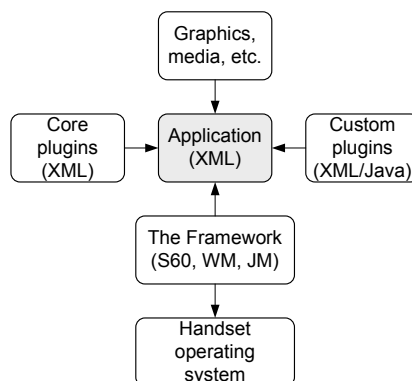 Graphics,
media, etc.
Core
plugins
(XML)
Application
(XML)
Custom
plugins
(XML/Java)
The Framework
(S60, WM, JM)
Handset
operating
system